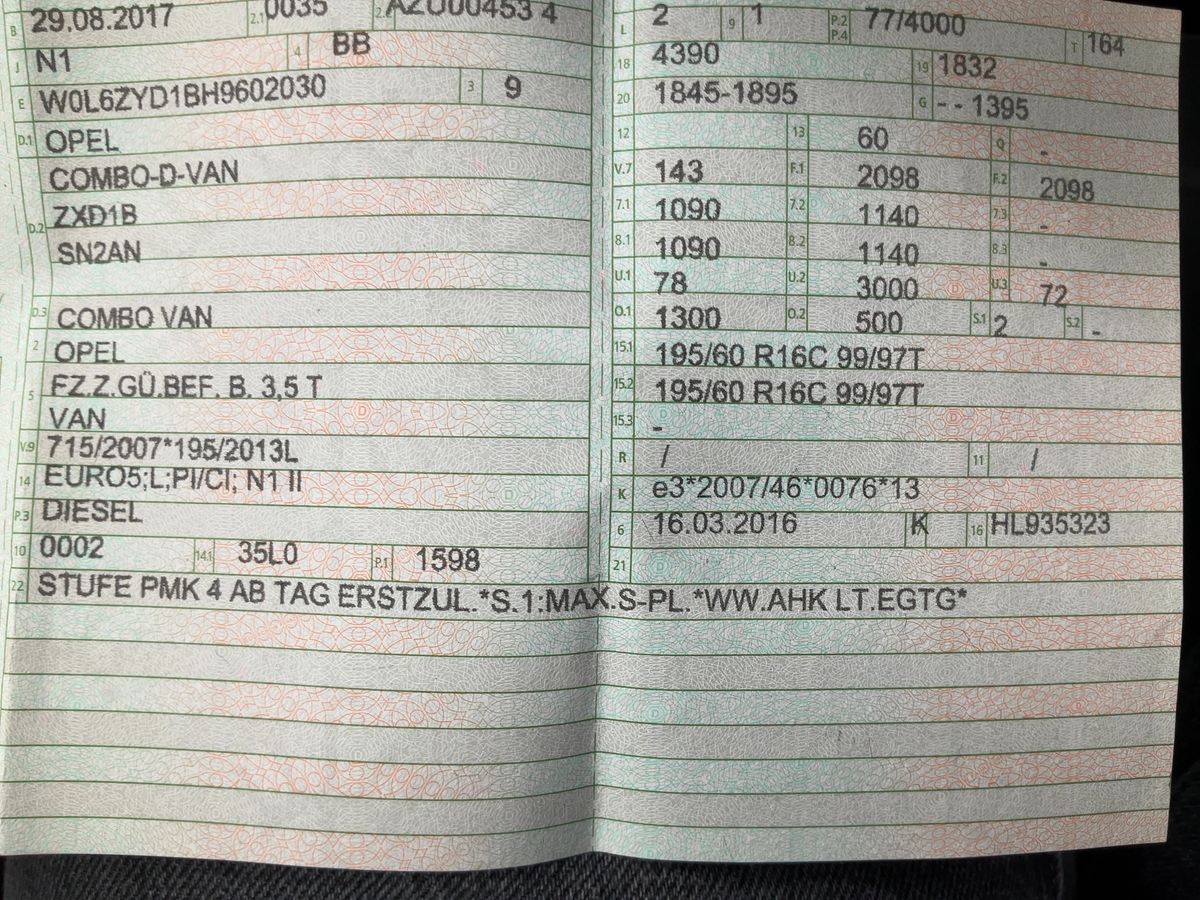 B 29.08.2017 2.1 0035 AZU000453 4
J N1 4 BB
E W0L6ZYD1BH9602030 3 9
D.1 OPEL
COMBO-D-VAN
D.2 ZXD1B
SN2AN
D.3 COMBO VAN
2 OPEL
5 FZ.Z.GÜ.BEF. B. 3,5 T
VAN
V.9 715/2007*195/2013L
14 EURO5;L;PI/CI; N1 II
P.3 DIESEL
10 0002 14.1 35L0 P.1 1598
L 2 9 1 P.2 P.4 77/4000 T 164
18 4390 19 1832
20 1845-1895 G - - 1395
12 13 60 Q -
V.7 143 F.1 2098 F.2 2098
7.1 1090 7.2 1140 7.3 -
8.1 1090 8.2 1140 8.3 -
U.1 78 U.2 3000 U.3 72
O.1 1300 O.2 500 S.1 2 S.2 -
15.1 195/60 R16C 99/97T
15.2 195/60 R16C 99/97T
15.3 -
R / 11 /
K e3*2007/46*0076*13
6 16.03.2016 K 16 HL935323
21
22 STUFE PMK 4 AB TAG ERSTZUL.*S.1:MAX.S-PL.*WW.AHK LT.EGTG*